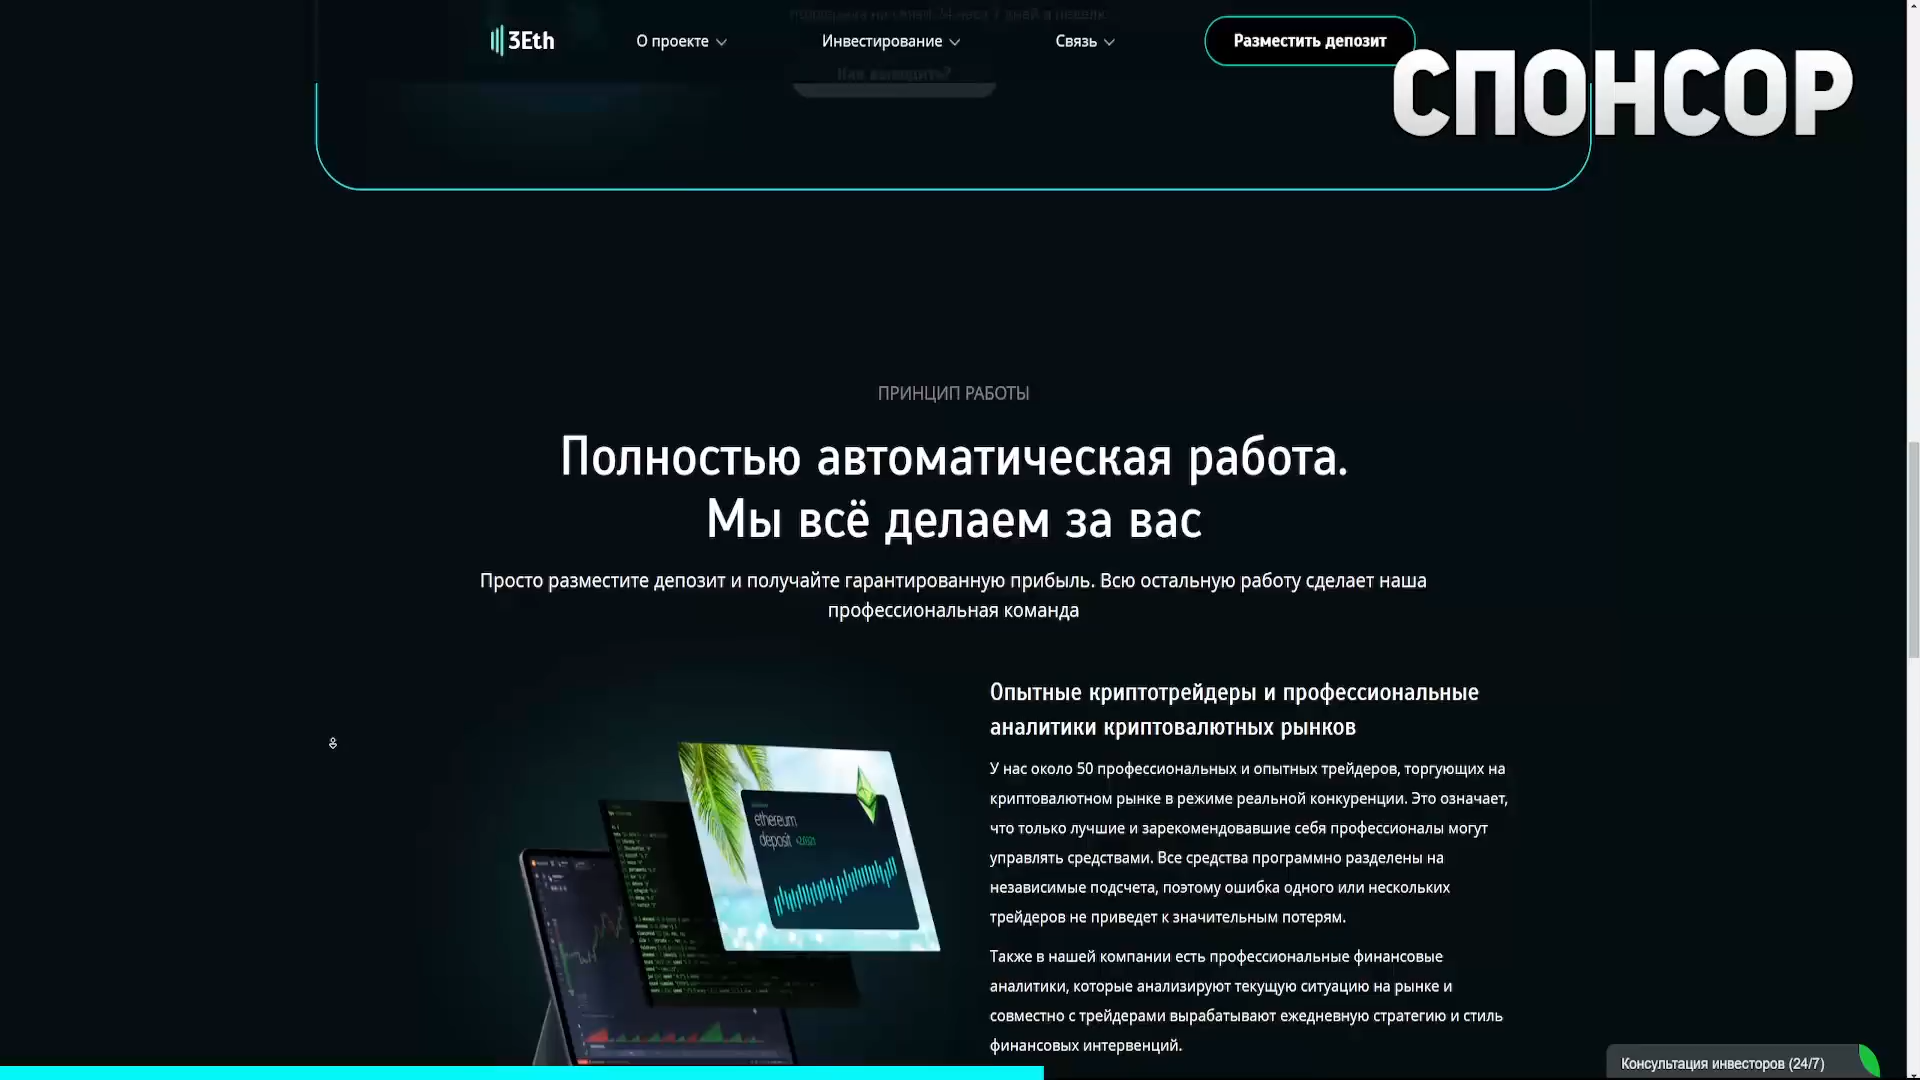 3Eth
О проекте
Инвестирование
Связь
Разместить депозит
СПОНСОР
Как выводить?
ПРИНЦИП РАБОТЫ
Полностью автоматическая работа.
Мы всё делаем за вас
Просто разместите депозит и получайте гарантированную прибыль. Всю остальную работу сделает наша
профессиональная команда
Опытные криптотрейдеры и профессиональные
аналитики криптовалютных рынков
У нас около 50 профессиональных и опытных трейдеров, торгующих на
криптовалютном рынке в режиме реальной конкуренции. Это означает,
что только лучшие и зарекомендовавшие себя профессионалы могут
управлять средствами. Все средства программно разделены на
независимые подсчета, поэтому ошибка одного или нескольких
трейдеров не приведет к значительным потерям.
Также в нашей компании есть профессиональные финансовые
аналитики, которые анализируют текущую ситуацию на рынке и
совместно с трейдерами вырабатывают ежедневную стратегию и стиль
финансовых интервенций.
ethereum
deposit
Консультация инвесторов (24/7)